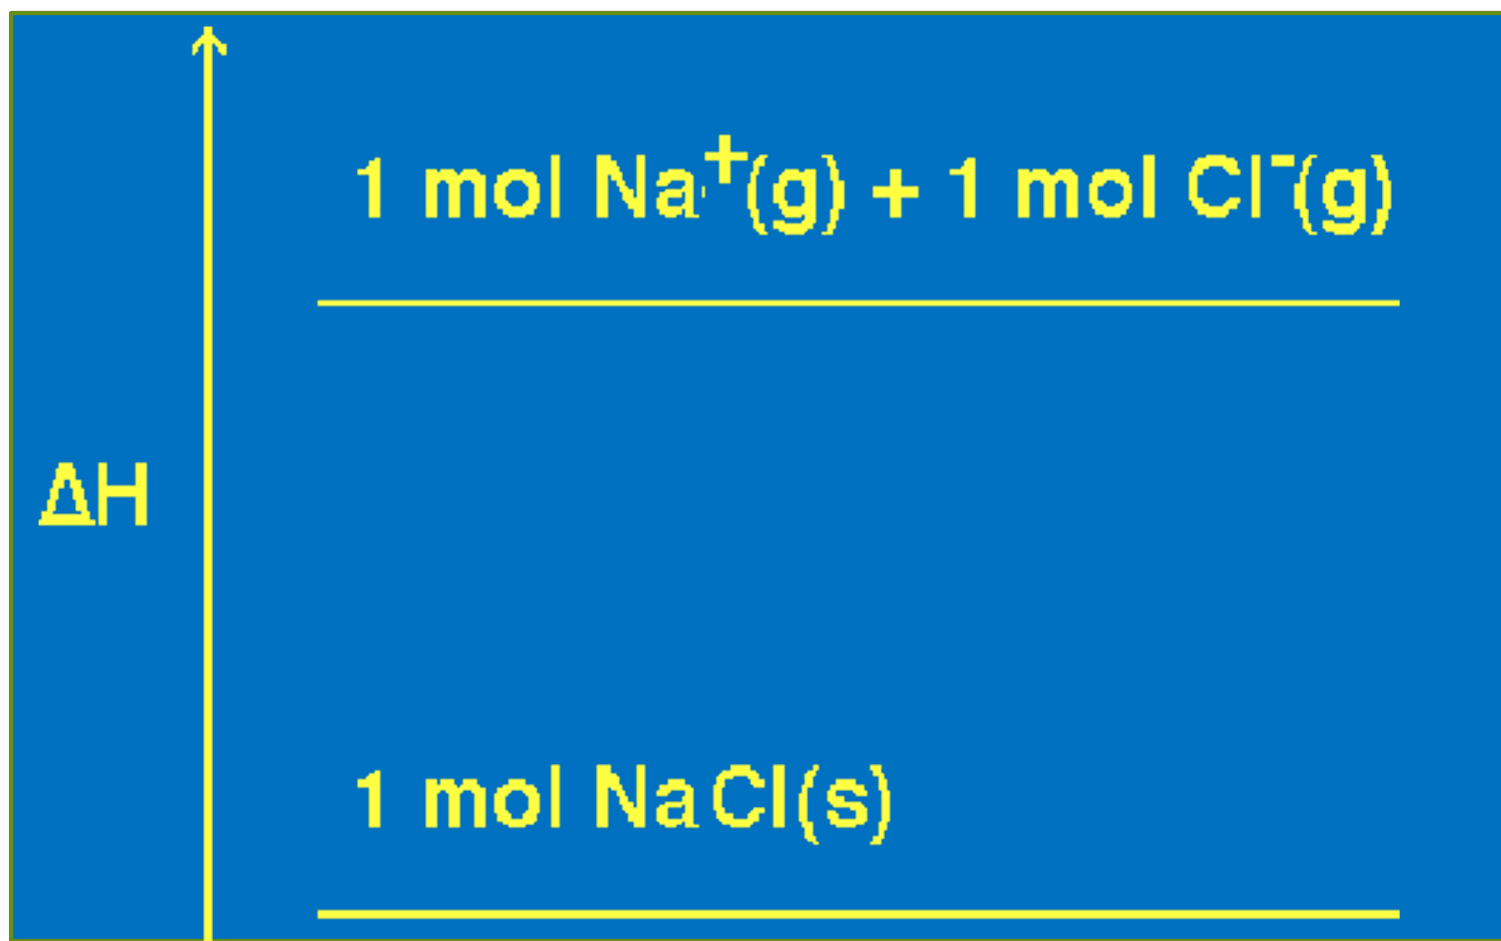 1 mol Na⁺(g) + 1 mol Cl⁻(g)
ΔH
1 mol NaCl(s)